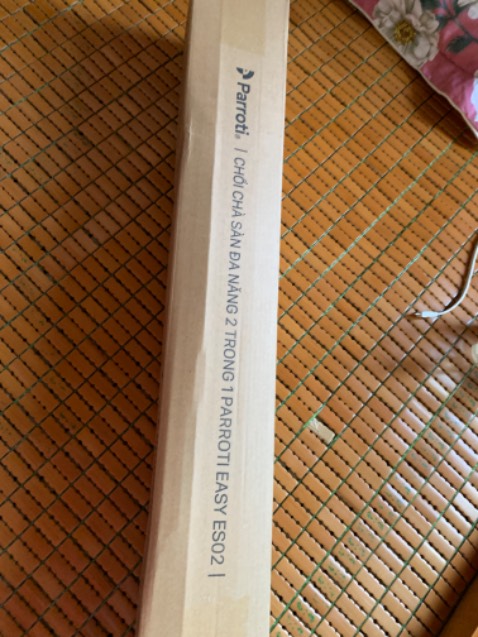 Parroti® | CHỔI CHÀ SÀN ĐA NĂNG 2 TRONG 1 PARROTI EASY ES02 |